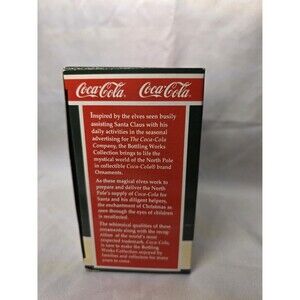 Coca-Cola Coca-Cola
Inspired by the elves seen busily
assisting Santa Claus with his
daily activities in the seasonal
advertising for The Coca-Cola
Company, the Bottling Works
Collection brings to life the
mystical world of the North Pole
in collectible Coca-Cola® brand
Ornaments.
As these magical elves work to
prepare and deliver the North
Pole's supply of Coca-Cola for
Santa and his diligent helpers,
the enchantment of Christmas as
seen through the eyes of children
is recollected.
The whimsical qualities of these
ornaments along with the recog-
nition of the world's most
respected trademark, Coca-Cola,
is sure to make the Bottling
Works Collection enjoyed by
families and collectors for many
years to come.